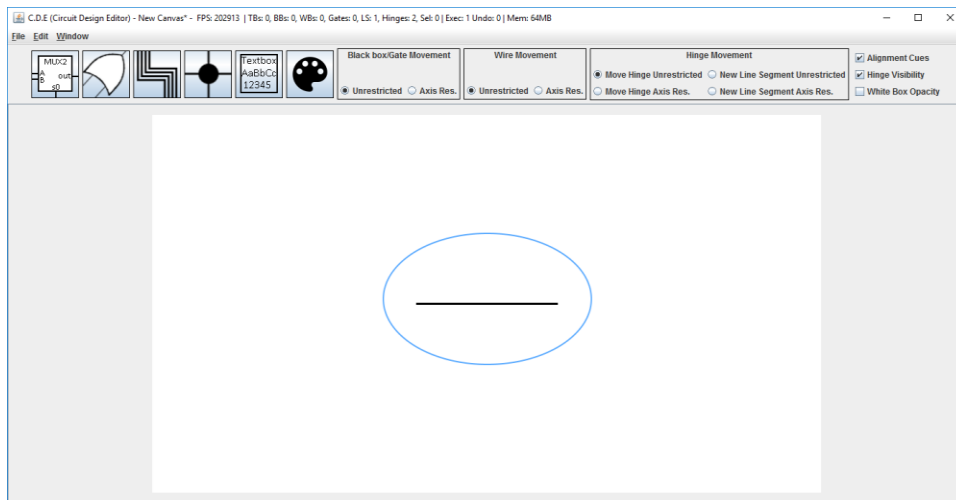 C.D.E (Circuit Design Editor) - New Canvas* - FPS: 202913 | TBs: 0, BBs: 0, WBs: 0, Gates: 0, LS: 1, Hinges: 2, Sel: 0 | Exec: 1 Undo: 0 | Mem: 64MB
File Edit Window
MUX2
A
B
out
s0
Textbox
AaBbCc
12345
Black box/Gate Movement
Unrestricted Axis Res.
Wire Movement
Unrestricted Axis Res.
Hinge Movement
Move Hinge Unrestricted New Line Segment Unrestricted
Move Hinge Axis Res. New Line Segment Axis Res.
Alignment Cues
Hinge Visibility
White Box Opacity